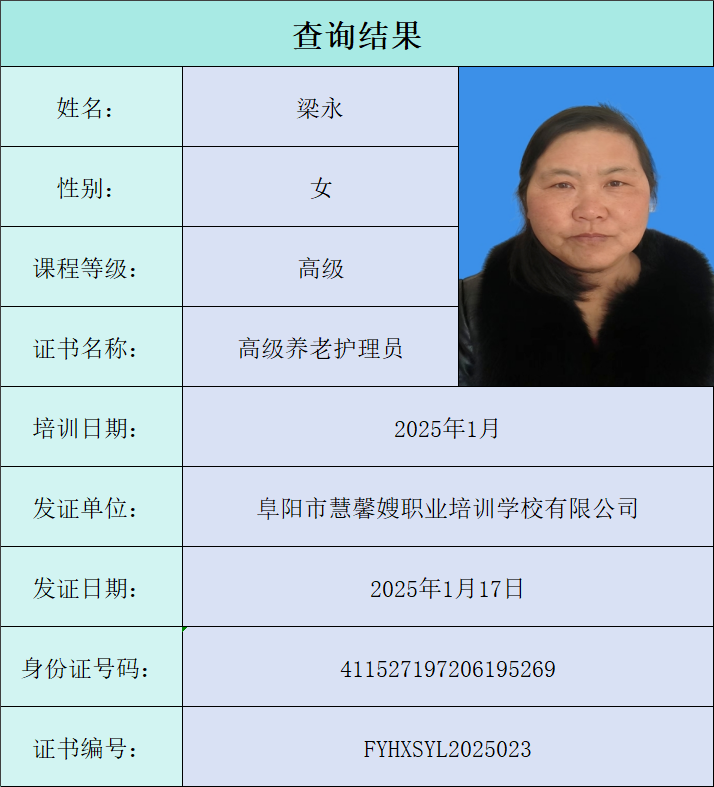 查询结果
姓名： 梁永
性别： 女
课程等级： 高级
证书名称： 高级养老护理员
培训日期： 2025年1月
发证单位： 阜阳市慧馨嫂职业培训学校有限公司
发证日期： 2025年1月17日
身份证号码： 411527197206195269
证书编号： FYHXSYL2025023